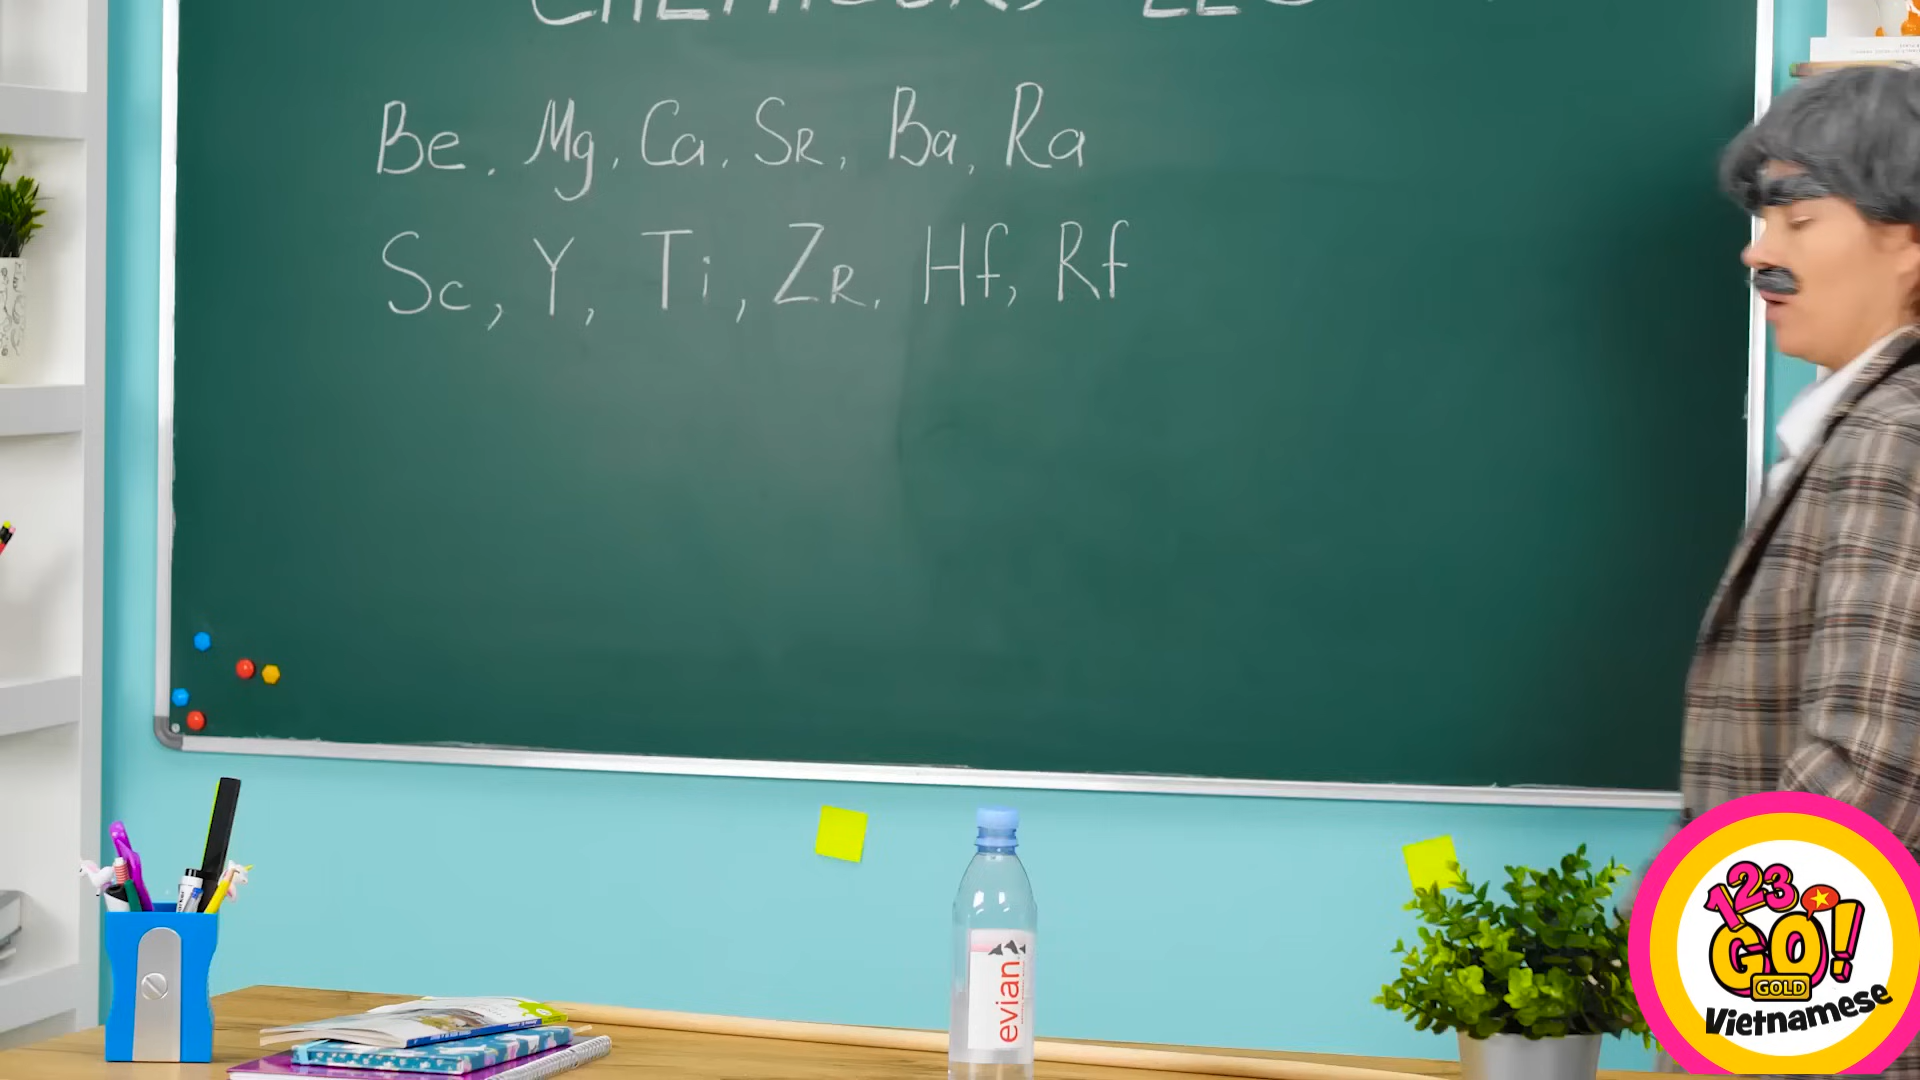 Be, Mg, Ca, SR, Ba, Ra
Sc, Y, Ti, ZR, Hf, Rf
evian
123
GO!
GOLD
Vietnamese